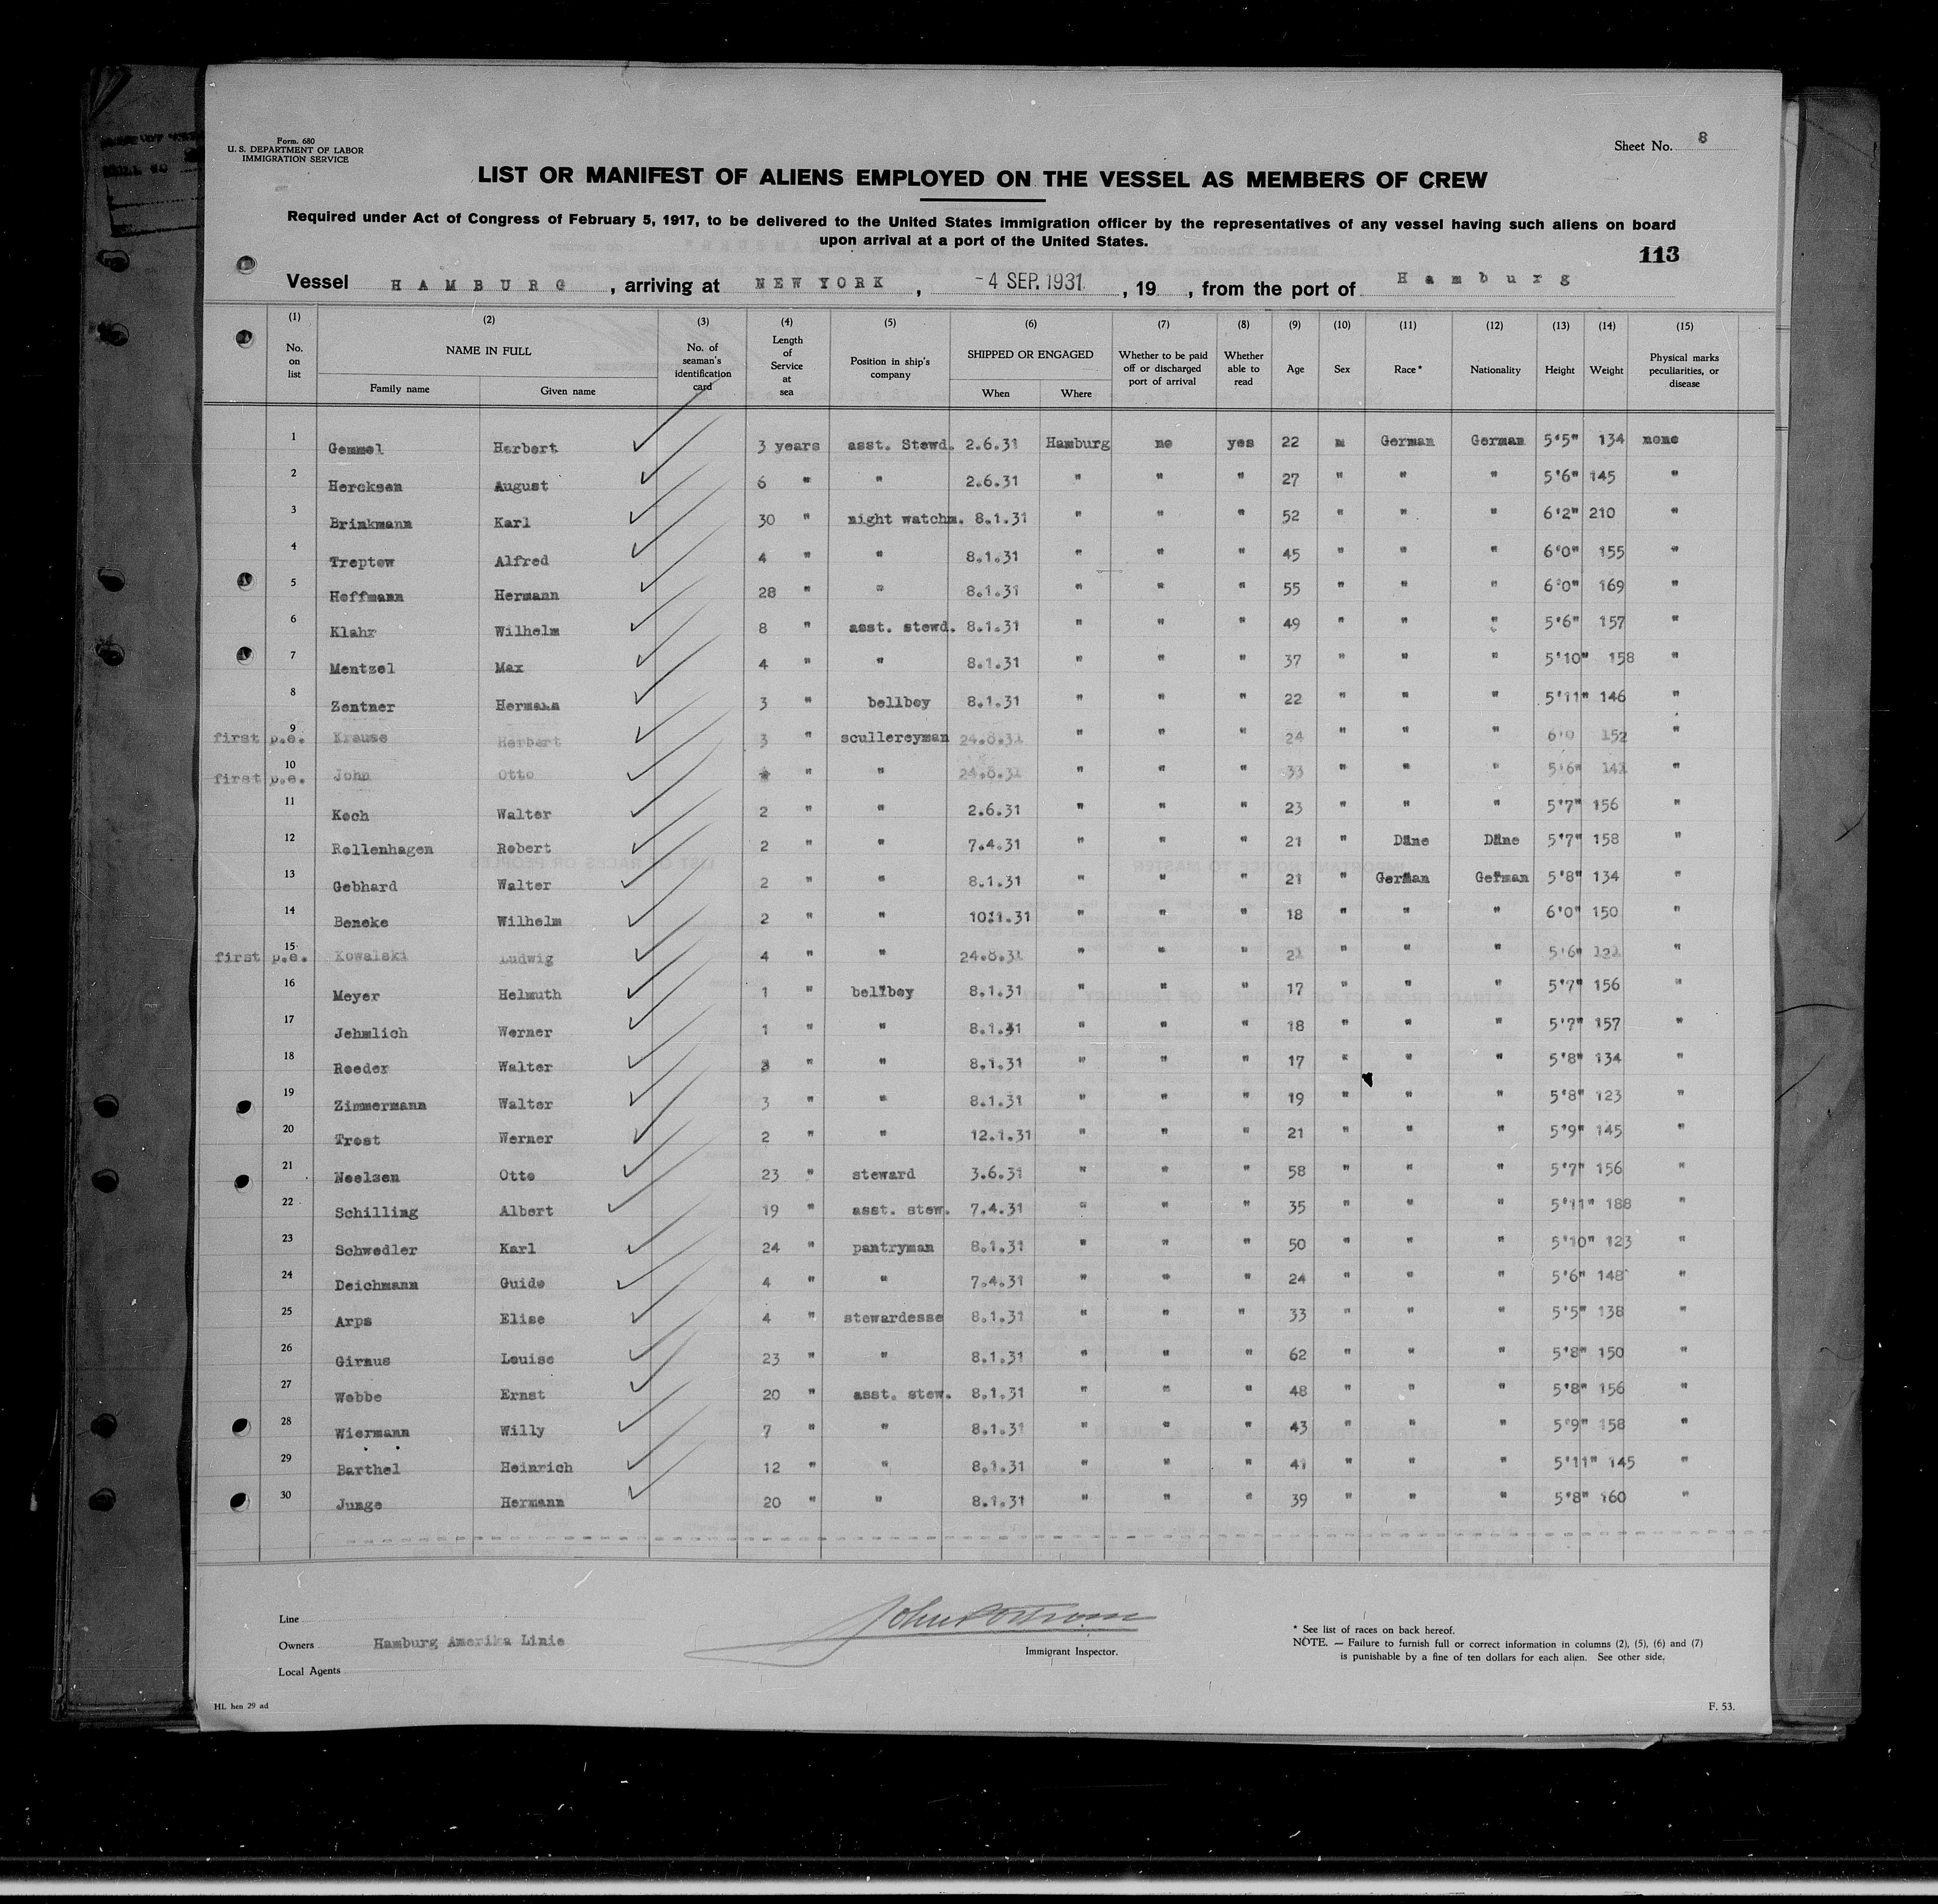 Form. 680
U. S. DEPARTMENT OF LABOR
IMMIGRATION SERVICE
Sheet No. 8
LIST OR MANIFEST OF ALIENS EMPLOYED ON THE VESSEL AS MEMBERS OF CREW
Required under Act of Congress of February 5, 1917, to be delivered to the United States immigration officer by the representatives of any vessel having such aliens on board
upon arrival at a port of the United States.
113
Vessel HAMBURG, arriving at NEW YORK, -4 SEP. 1931, 19 , from the port of Hamburg
(1) (2) (3) (4) (5) (6) (7) (8) (9) (10) (11) (12) (13) (14) (15)
No. on list NAME IN FULL Family name Given name No. of seaman's identification card Length of Service at sea Position in ship's company SHIPPED OR ENGAGED When Where Whether to be paid off or discharged port of arrival Whether able to read Age Sex Race* Nationality Height Weight Physical marks peculiarities, or disease
1 Gemmel Herbert 3 years asst. Stewd. 2.6.31 Hamburg no yes 22 m German German 5'5" 134 none
2 Hercksen August 6 " " 2.6.31 " " " 27 " " " 5'6" 145 "
3 Brinkmann Karl 30 " night watchm. 8.1.31 " " " 52 " " " 6'2" 210 "
4 Treptow Alfred 4 " " 8.1.31 " " " 45 " " " 6'0" 155 "
5 Hoffmann Hermann 28 " " 8.1.31 " " " 55 " " " 6'0" 169 "
6 Klahr Wilhelm 8 " asst. stewd. 8.1.31 " " " 49 " " " 5'6" 157 "
7 Mentzel Max 4 " " 8.1.31 " " " 37 " " " 5'10" 158 "
8 Zentner Hermann 3 " bellboy 8.1.31 " " " 22 " " " 5'11" 146 "
first p.e. 9 Krause Herbert 3 " scullereyman 24.8.31 " " " 24 " " " 6'0 152 "
first p.e. 10 John Otto " " 24.8.31 " " " 33 " " " 5'6" 142 "
11 Koch Walter 2 " " 2.6.31 " " " 23 " " " 5'7" 156 "
12 Rollenhagen Robert 2 " " 7.4.31 " " " 21 " Däne Däne 5'7" 158 "
13 Gebhard Walter 2 " " 8.1.31 " " " 21 " German German 5'8" 134 "
14 Beneke Wilhelm 2 " " 10.1.31 " " " 18 " " " 6'0" 150 "
first p.e. 15 Kowalski Ludwig 4 " " 24.8.31 " " " 21 " " " 5'6" 121 "
16 Meyer Helmuth 1 " bellboy 8.1.31 " " " 17 " " " 5'7" 156 "
17 Jehmlich Werner 1 " " 8.1.31 " " " 18 " " " 5'7" 157 "
18 Roeder Walter 3 " " 8.1.31 " " " 17 " " " 5'8" 134 "
19 Zimmermann Walter 3 " " 8.1.31 " " " 19 " " " 5'8" 123 "
20 Trost Werner 2 " " 12.1.31 " " " 21 " " " 5'9" 145 "
21 Neelsen Otto 23 " steward 3.6.31 " " " 58 " " " 5'7" 156 "
22 Schilling Albert 19 " asst. stew. 7.4.31 " " " 35 " " " 5'11" 188 "
23 Schwedler Karl 24 " pantryman 8.1.31 " " " 50 " " " 5'10" 123 "
24 Deichmann Guido 4 " " 7.4.31 " " " 24 " " " 5'6" 148 "
25 Arps Elise 4 " stewardesse 8.1.31 " " " 33 " " " 5'5" 138 "
26 Girnus Louise 23 " " 8.1.31 " " " 62 " " " 5'8" 150 "
27 Webbe Ernst 20 " asst. stew. 8.1.31 " " " 48 " " " 5'8" 156 "
28 Wiermann Willy 7 " " 8.1.31 " " " 43 " " " 5'9" 158 "
29 Barthel Heinrich 12 " " 8.1.31 " " " 41 " " " 5'11" 145 "
30 Junge Hermann 20 " " 8.1.31 " " " 39 " " " 5'8" 160 "
Line
Owners Hamburg Amerika Linie
Local Agents
Immigrant Inspector.
* See list of races on back hereof.
NOTE. — Failure to furnish full or correct information in columns (2), (5), (6) and (7)
is punishable by a fine of ten dollars for each alien. See other side.
HL hen 29 ad
F. 53.